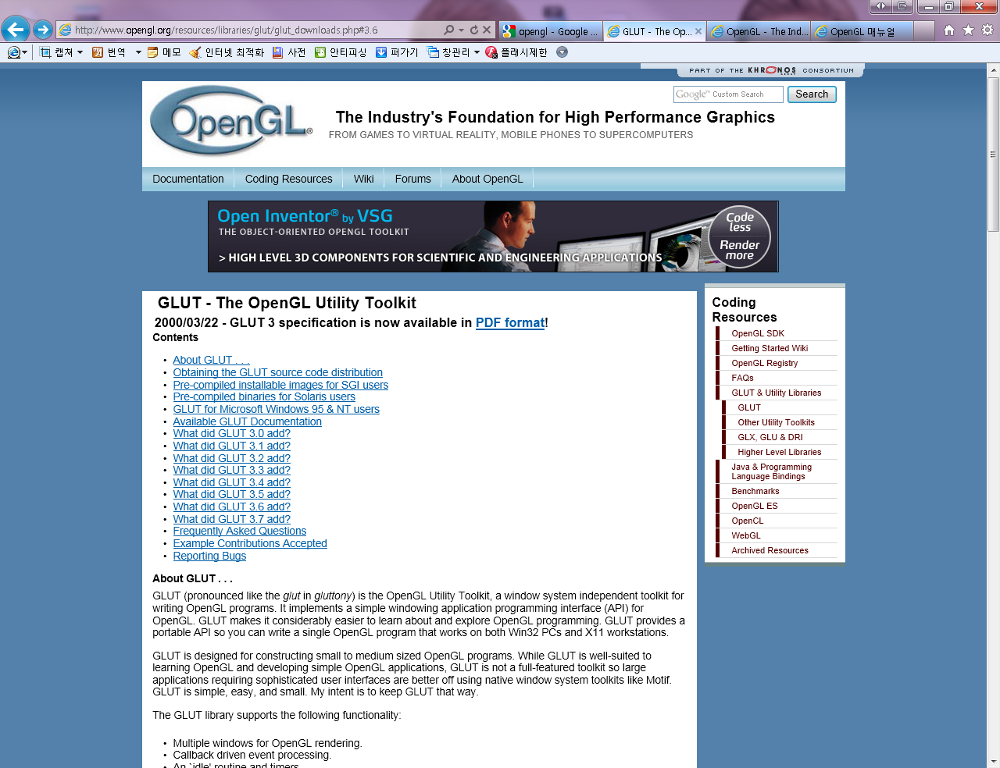 http://www.opengl.org/resources/libraries/glut/glut_downloads.php#3.6
opengl - Google ...
GLUT - The Op...
OpenGL - The Ind...
OpenGL 매뉴얼
캡쳐
번역
메모
인터넷 최적화
사전
안티피싱
퍼가기
창관리
플래시제한
PART OF THE KHRONOS GROUP CONSORTIUM
Google™ Custom Search
Search
OpenGL®
The Industry's Foundation for High Performance Graphics
FROM GAMES TO VIRTUAL REALITY, MOBILE PHONES TO SUPERCOMPUTERS
Documentation
Coding Resources
Wiki
Forums
About OpenGL
Open Inventor® by VSG
THE OBJECT-ORIENTED OPENGL TOOLKIT
> HIGH LEVEL 3D COMPONENTS FOR SCIENTIFIC AND ENGINEERING APPLICATIONS
Code
less
Render
more
GLUT - The OpenGL Utility Toolkit
2000/03/22 - GLUT 3 specification is now available in PDF format!
Contents
• About GLUT . . .
• Obtaining the GLUT source code distribution
• Pre-compiled installable images for SGI users
• Pre-compiled binaries for Solaris users
• GLUT for Microsoft Windows 95 & NT users
• Available GLUT Documentation
• What did GLUT 3.0 add?
• What did GLUT 3.1 add?
• What did GLUT 3.2 add?
• What did GLUT 3.3 add?
• What did GLUT 3.4 add?
• What did GLUT 3.5 add?
• What did GLUT 3.6 add?
• What did GLUT 3.7 add?
• Frequently Asked Questions
• Example Contributions Accepted
• Reporting Bugs
About GLUT . . .
GLUT (pronounced like the glut in gluttony) is the OpenGL Utility Toolkit, a window system independent toolkit for
writing OpenGL programs. It implements a simple windowing application programming interface (API) for
OpenGL. GLUT makes it considerably easier to learn about and explore OpenGL programming. GLUT provides a
portable API so you can write a single OpenGL program that works on both Win32 PCs and X11 workstations.
GLUT is designed for constructing small to medium sized OpenGL programs. While GLUT is well-suited to
learning OpenGL and developing simple OpenGL applications, GLUT is not a full-featured toolkit so large
applications requiring sophisticated user interfaces are better off using native window system toolkits like Motif.
GLUT is simple, easy, and small. My intent is to keep GLUT that way.
The GLUT library supports the following functionality:
• Multiple windows for OpenGL rendering.
• Callback driven event processing.
• An `idle' routine and timers.
Coding
Resources
OpenGL SDK
Getting Started Wiki
OpenGL Registry
FAQs
GLUT & Utility Libraries
GLUT
Other Utility Toolkits
GLX, GLU & DRI
Higher Level Libraries
Java & Programming
Language Bindings
Benchmarks
OpenGL ES
OpenCL
WebGL
Archived Resources